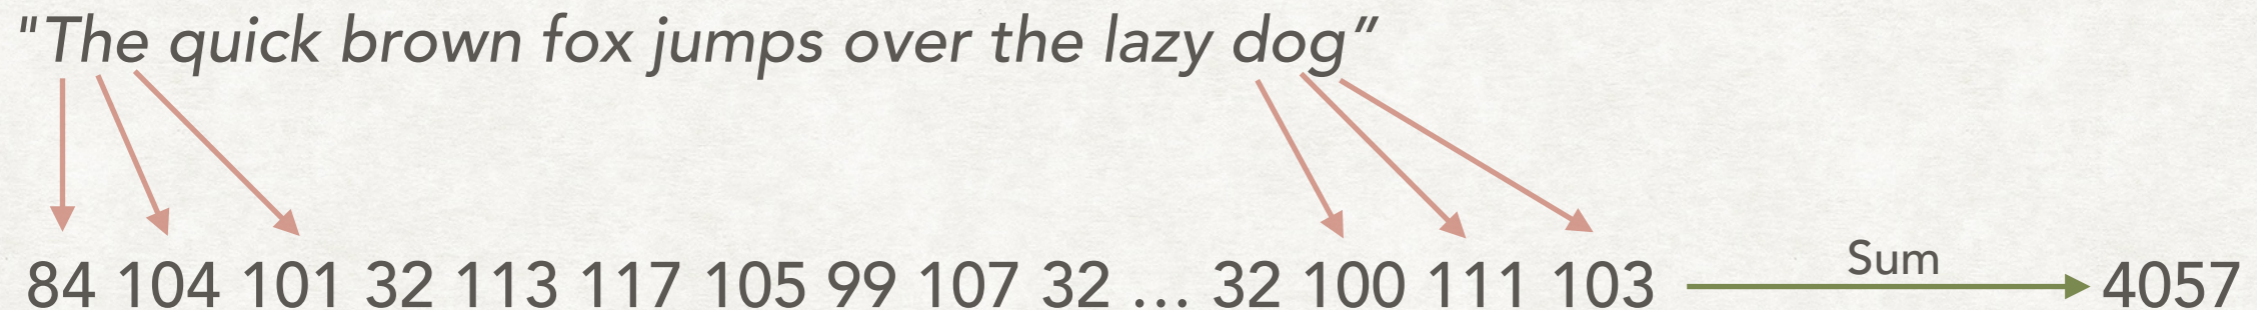 "The quick brown fox jumps over the lazy dog”
Sum
84 104 101 32 113 117 105 99 107 32 … 32 100 111 103 4057